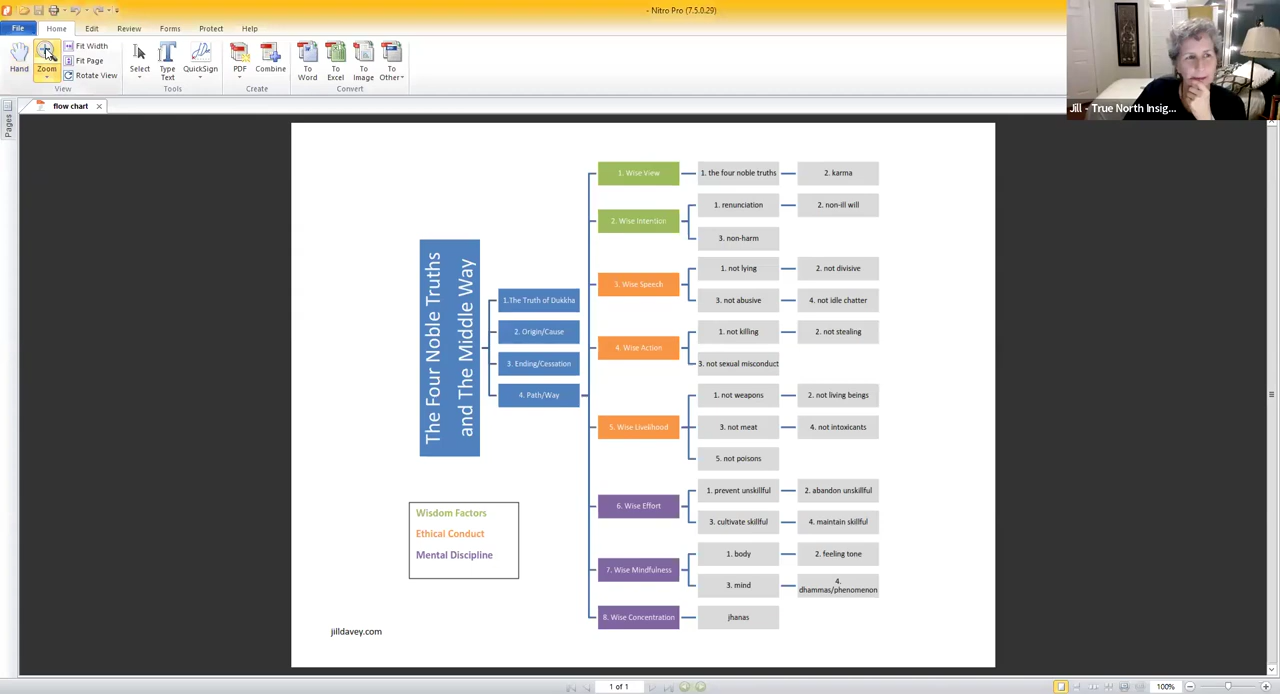 - Nitro Pro (7.5.0.29)
File Home Edit Review Forms Protect Help
Hand
Zoom
Fit Width
Fit Page
Rotate View
View
Select
Type Text
QuickSign
Tools
PDF
Combine
Create
To Word
To Excel
To Image
To Other
Convert
Jill - True North Insig...
Pages
flow chart
The Four Noble Truths
and The Middle Way
1.The Truth of Dukkha
2. Origin/Cause
3. Ending/Cessation
4. Path/Way
1. Wise View
1. the four noble truths
2. karma
2. Wise Intention
1. renunciation
2. non-ill will
3. non-harm
3. Wise Speech
1. not lying
2. not divisive
3. not abusive
4. not idle chatter
4. Wise Action
1. not killing
2. not stealing
3. not sexual misconduct
5. Wise Livelihood
1. not weapons
2. not living beings
3. not meat
4. not intoxicants
5. not poisons
6. Wise Effort
1. prevent unskillful
2. abandon unskillful
3. cultivate skillful
4. maintain skillful
7. Wise Mindfulness
1. body
2. feeling tone
3. mind
4.
dhammas/phenomenon
8. Wise Concentration
jhanas
Wisdom Factors
Ethical Conduct
Mental Discipline
jilldavey.com
1 of 1
100%